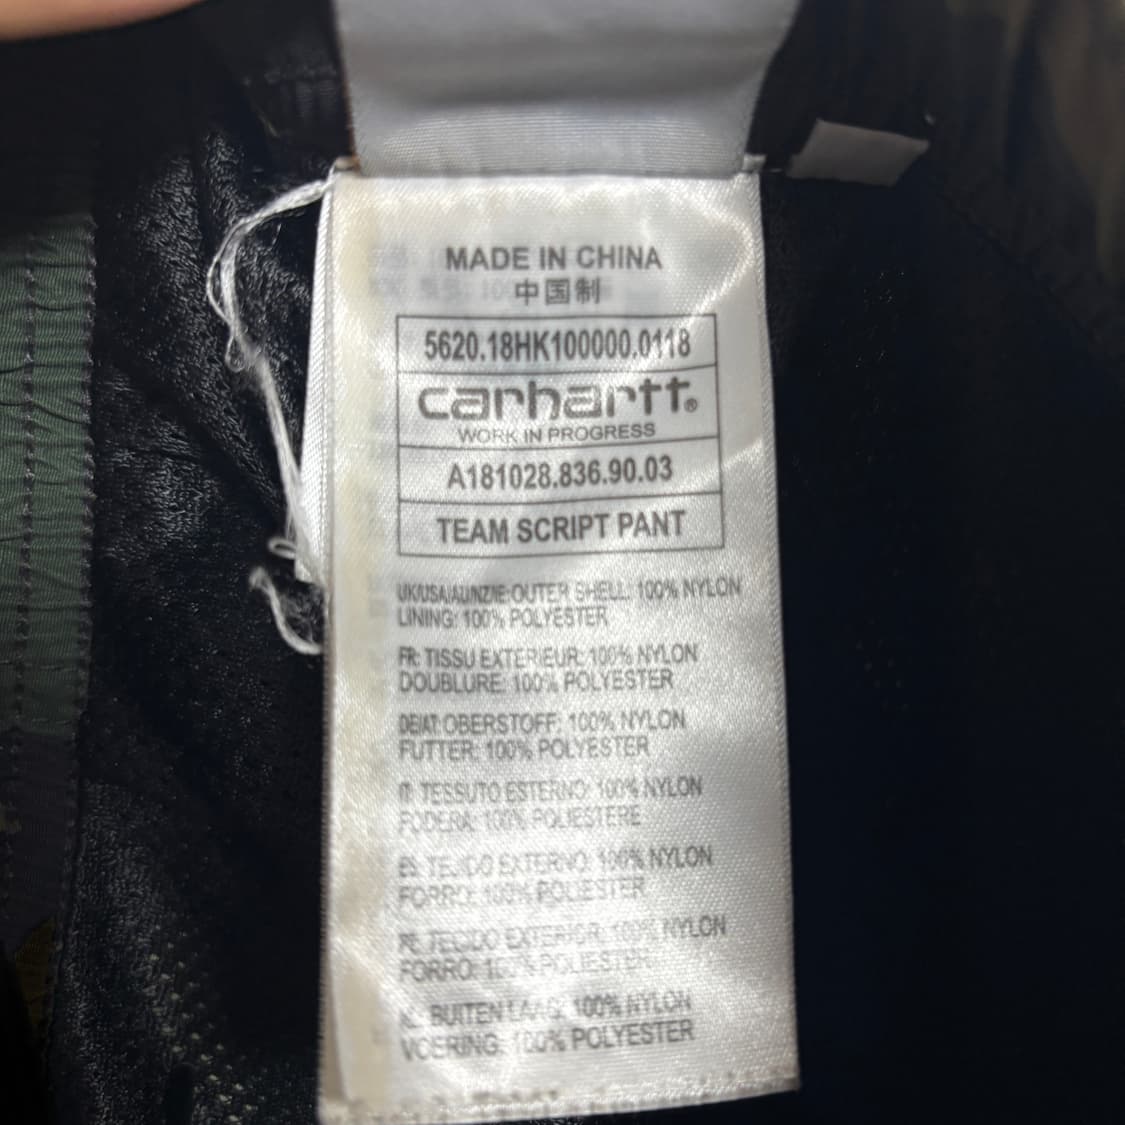 MADE IN CHINA
中国制
5620.18HK100000.0118
carhartt®
WORK IN PROGRESS
A181028.836.90.03
TEAM SCRIPT PANT
UK/USA/AU/NZ/IE: OUTER SHELL: 100% NYLON
LINING: 100% POLYESTER
FR: TISSU EXTERIEUR: 100% NYLON
DOUBLURE: 100% POLYESTER
DE/AT: OBERSTOFF: 100% NYLON
FUTTER: 100% POLYESTER
IT: TESSUTO ESTERNO: 100% NYLON
FODERA: 100% POLIESTERE
ES: TEJIDO EXTERNO: 100% NYLON
FORRO: 100% POLIESTER
TECIDO EXTERIOR: 100% NYLON
FORRO: 100% POLIESTER
BUITEN LAAG: 100% NYLON
VOERING: 100% POLYESTER